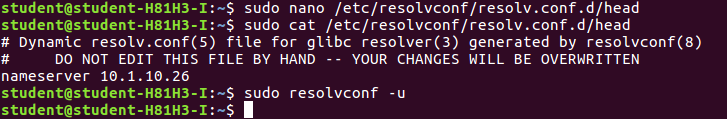 student@student-H81H3-I:~$ sudo nano /etc/resolvconf/resolv.conf.d/head
student@student-H81H3-I:~$ sudo cat /etc/resolvconf/resolv.conf.d/head
# Dynamic resolv.conf(5) file for glibc resolver(3) generated by resolvconf(8)
#     DO NOT EDIT THIS FILE BY HAND -- YOUR CHANGES WILL BE OVERWRITTEN
nameserver 10.1.10.26
student@student-H81H3-I:~$ sudo resolvconf -u
student@student-H81H3-I:~$